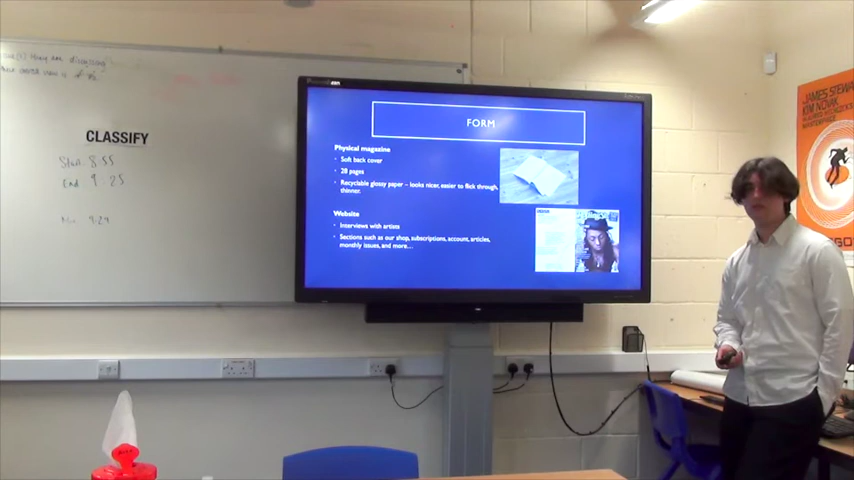 CLASSIFY
Start 8:55
End 9-25
FORM
Physical magazine
• Soft back cover
• 28 pages
• Recyclable glossy paper – looks nicer, easier to flick through,
thinner.
Website
• Interviews with artists
• Sections such as our shop, subscriptions, account, articles,
monthly issues, and more...
JAMES STEWA
KIM NOVAK
MASTERPIECE